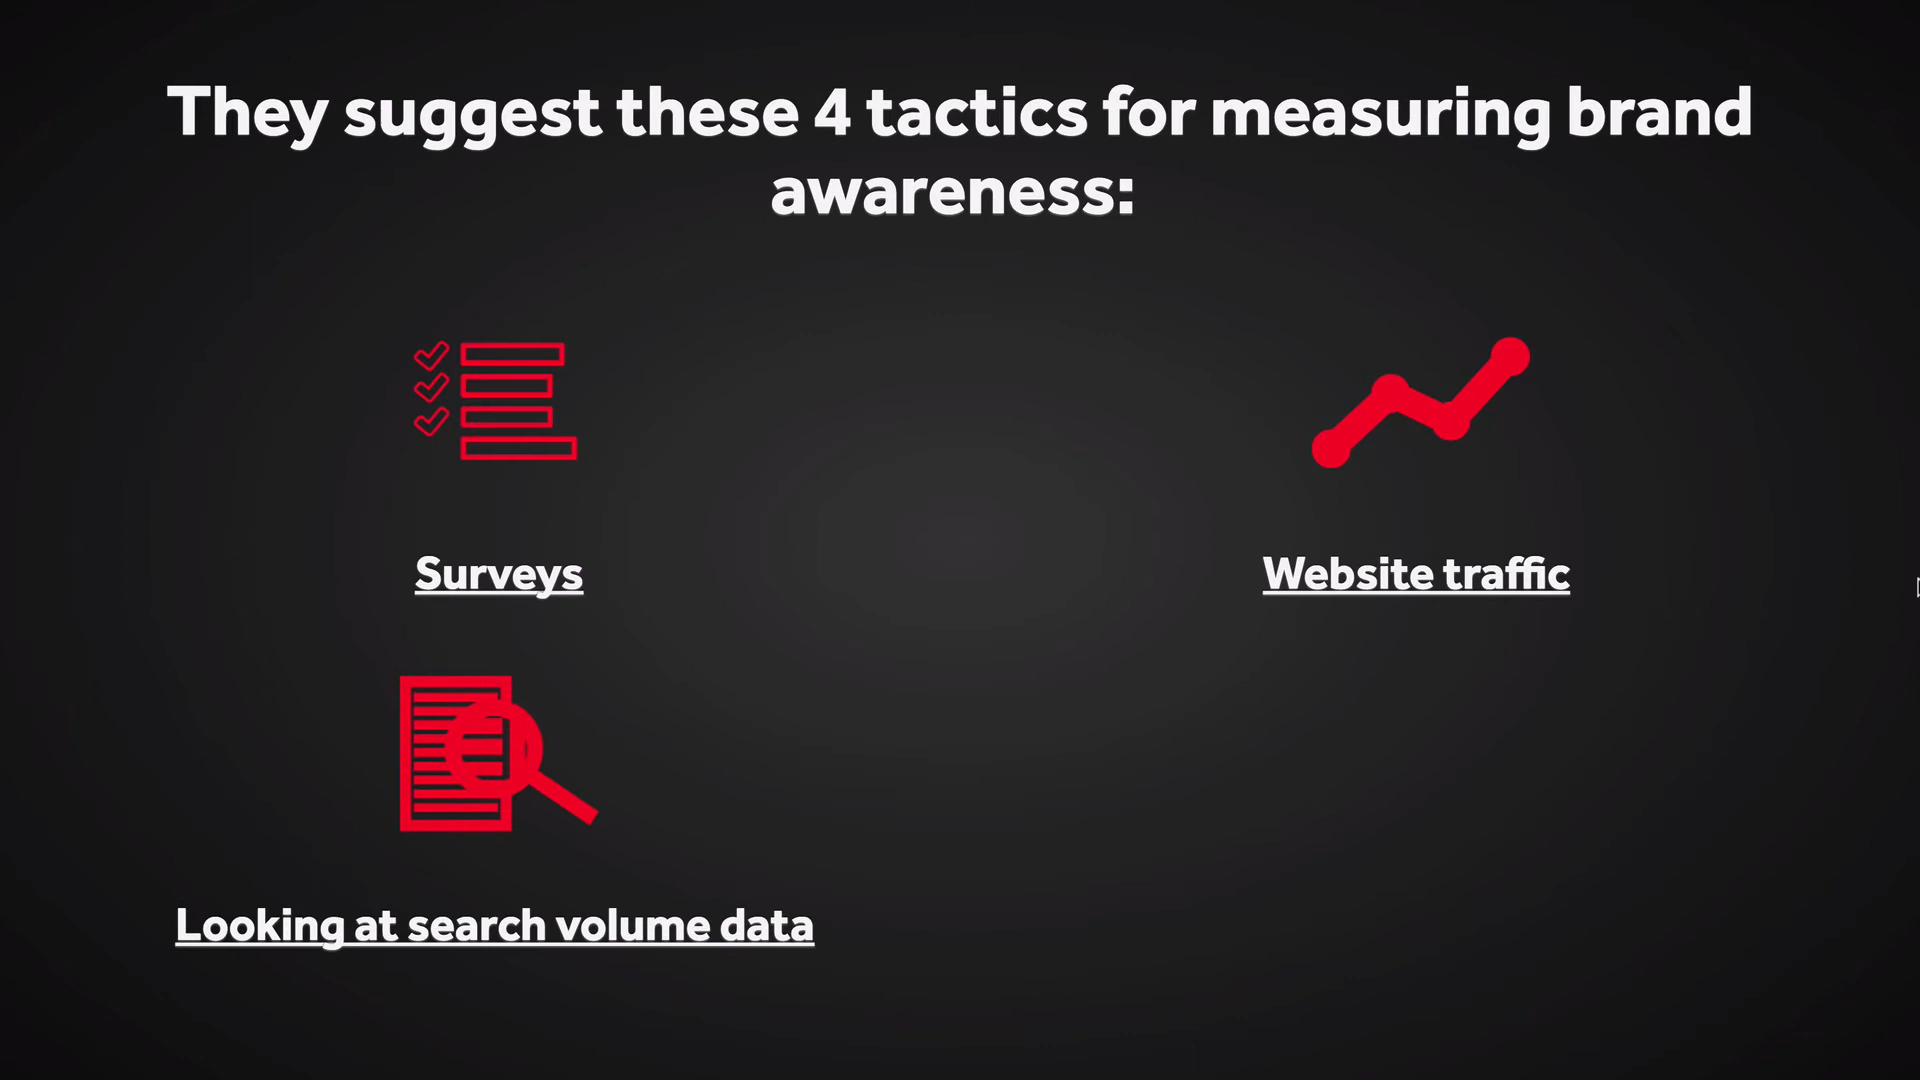 They suggest these 4 tactics for measuring brand
awareness:
Surveys
Website traffic
Looking at search volume data